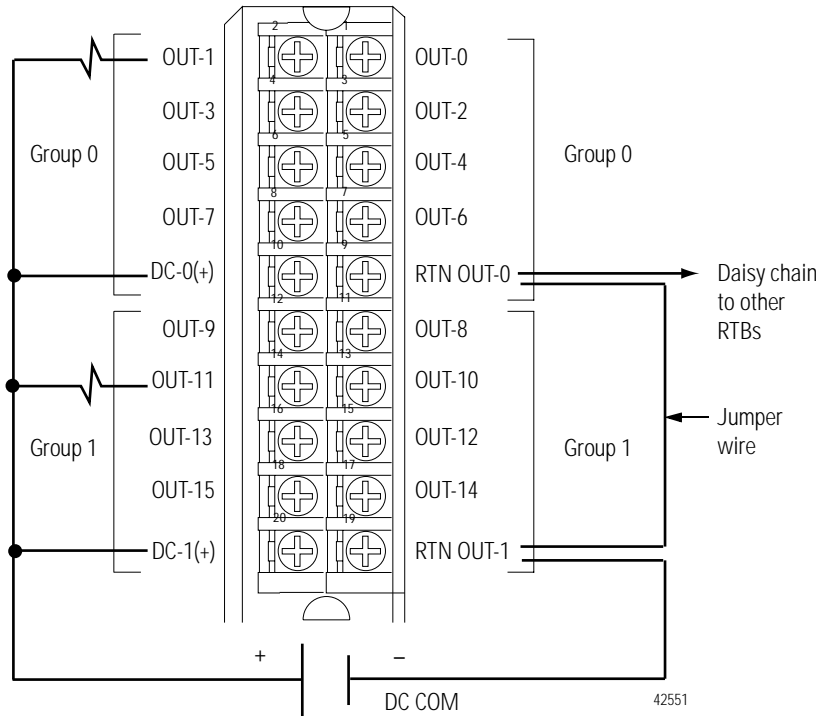 2 1
OUT-1 OUT-0
4 3
OUT-3 OUT-2
6 5
Group 0 OUT-5 OUT-4 Group 0
8 7
OUT-7 OUT-6
10 9
DC-0(+) RTN OUT-0 Daisy chain
to other
RTBs
12 11
OUT-9 OUT-8
14 13
OUT-11 OUT-10
16 15
Jumper
wire
Group 1 OUT-13 OUT-12 Group 1
18 17
OUT-15 OUT-14
20 19
DC-1(+) RTN OUT-1
+ –
DC COM
42551